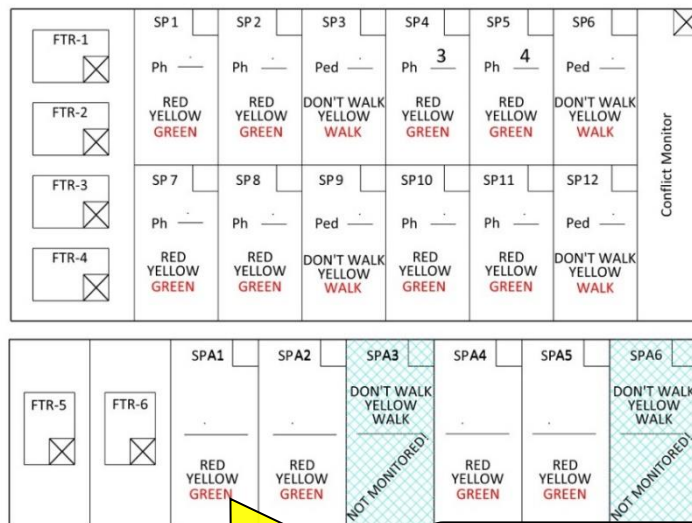 FTR-1
FTR-2
FTR-3
FTR-4
SP1
Ph
RED
YELLOW
GREEN
SP2
Ph
RED
YELLOW
GREEN
SP3
Ped
DON'T WALK
YELLOW
WALK
SP4
Ph 3
RED
YELLOW
GREEN
SP5
Ph 4
RED
YELLOW
GREEN
SP6
Ped
DON'T WALK
YELLOW
WALK
SP7
Ph
RED
YELLOW
GREEN
SP8
Ph
RED
YELLOW
GREEN
SP9
Ped
DON'T WALK
YELLOW
WALK
SP10
Ph
RED
YELLOW
GREEN
SP11
Ph
RED
YELLOW
GREEN
SP12
Ped
DON'T WALK
YELLOW
WALK
Conflict Monitor
FTR-5
FTR-6
SPA1
RED
YELLOW
GREEN
SPA2
RED
YELLOW
GREEN
SPA3
DON'T WALK
YELLOW
WALK
NOT MONITORED!
SPA4
RED
YELLOW
GREEN
SPA5
RED
YELLOW
GREEN
SPA6
DON'T WALK
YELLOW
WALK
NOT MONITORED!